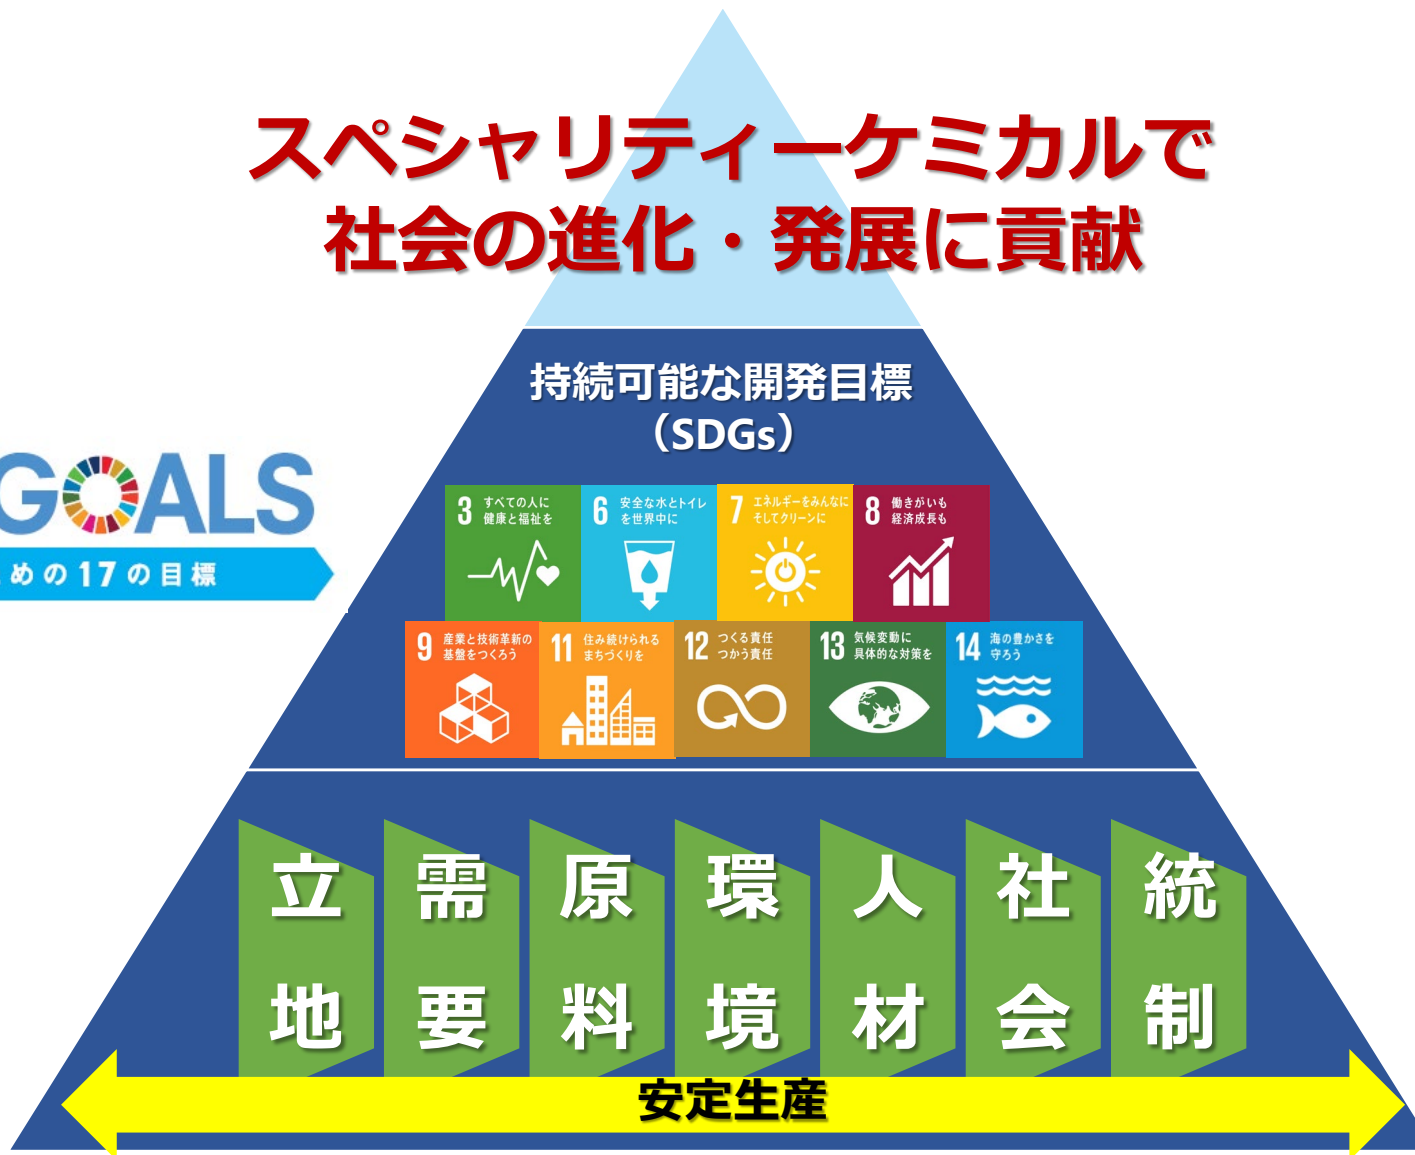 スペシャリティーケミカルで
社会の進化・発展に貢献
持続可能な開発目標
（SDGs）
GOALS
めの17の目標
3 すべての人に
健康と福祉を
6 安全な水とトイレ
を世界中に
7 エネルギーをみんなに
そしてクリーンに
8 働きがいも
経済成長も
9 産業と技術革新の
基盤をつくろう
11 住み続けられる
まちづくりを
12 つくる責任
つかう責任
13 気候変動に
具体的な対策を
14 海の豊かさを
守ろう
立地
需要
原料
環境
人材
社会
統制
安定生産